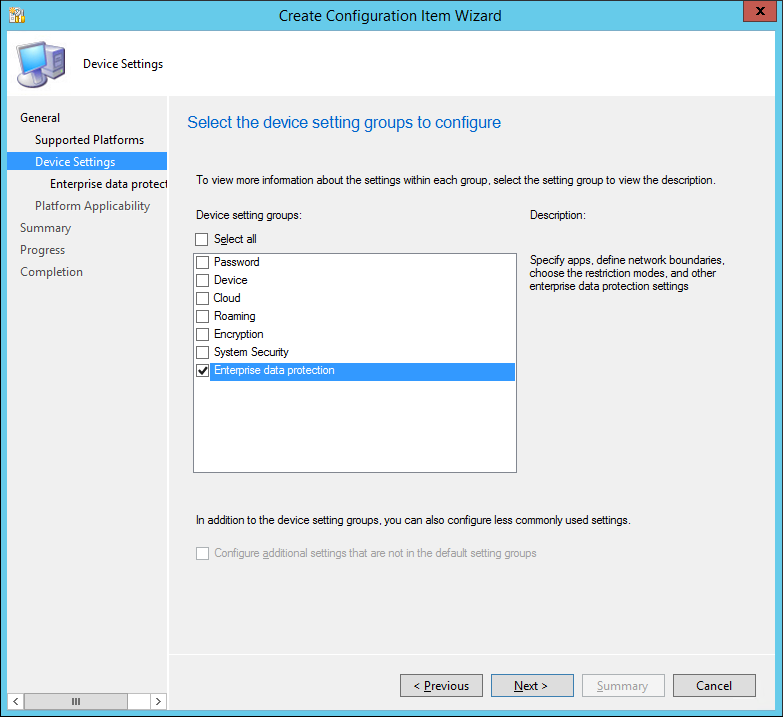 Create Configuration Item Wizard
x
Device Settings
General
Supported Platforms
Device Settings
Enterprise data protect
Platform Applicability
Summary
Progress
Completion
Select the device setting groups to configure
To view more information about the settings within each group, select the setting group to view the description.
Device setting groups:
Select all
Password
Device
Cloud
Roaming
Encryption
System Security
Enterprise data protection
Description:
Specify apps, define network boundaries,
choose the restriction modes, and other
enterprise data protection settings
In addition to the device setting groups, you can also configure less commonly used settings.
Configure additional settings that are not in the default setting groups
< Previous
Next >
Summary
Cancel